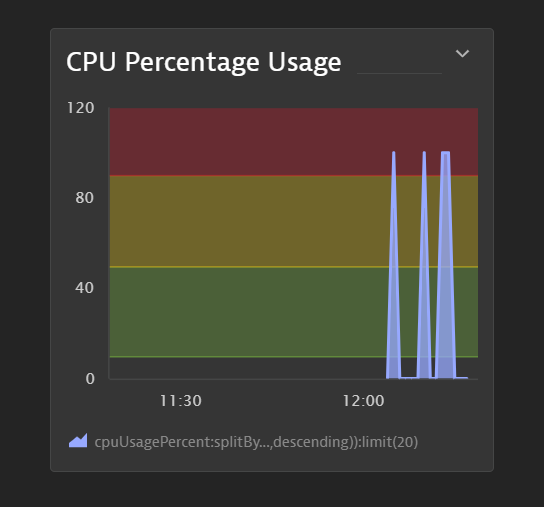 CPU Percentage Usage
120
80
40
0
11:30 12:00
cpuUsagePercent:splitBy...,descending)):limit(20)